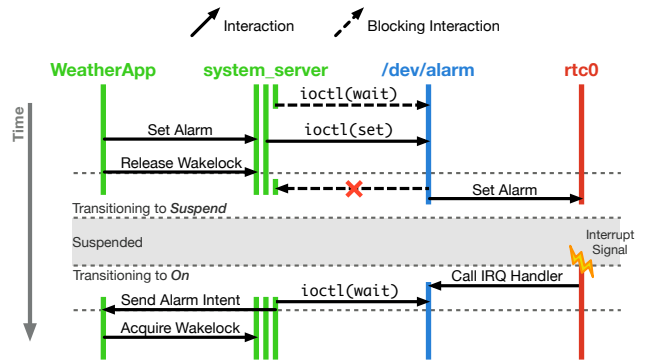 Interaction
Blocking Interaction
WeatherApp
system_server
/dev/alarm
rtc0
Time
ioctl(wait)
Set Alarm
ioctl(set)
Release Wakelock
Set Alarm
Transitioning to Suspend
Suspended
Interrupt
Signal
Transitioning to On
Call IRQ Handler
Send Alarm Intent
ioctl(wait)
Acquire Wakelock